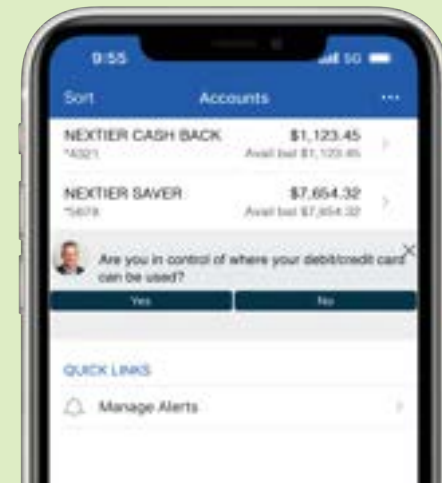 9:55
5G
Sort Accounts ...
NEXTIER CASH BACK $1,123.45
*4321 Avail bal $1,123.45
NEXTIER SAVER $7,654.32
*5678 Avail bal $7,654.32
Are you in control of where your debit/credit card
can be used?
Yes No
QUICK LINKS
Manage Alerts